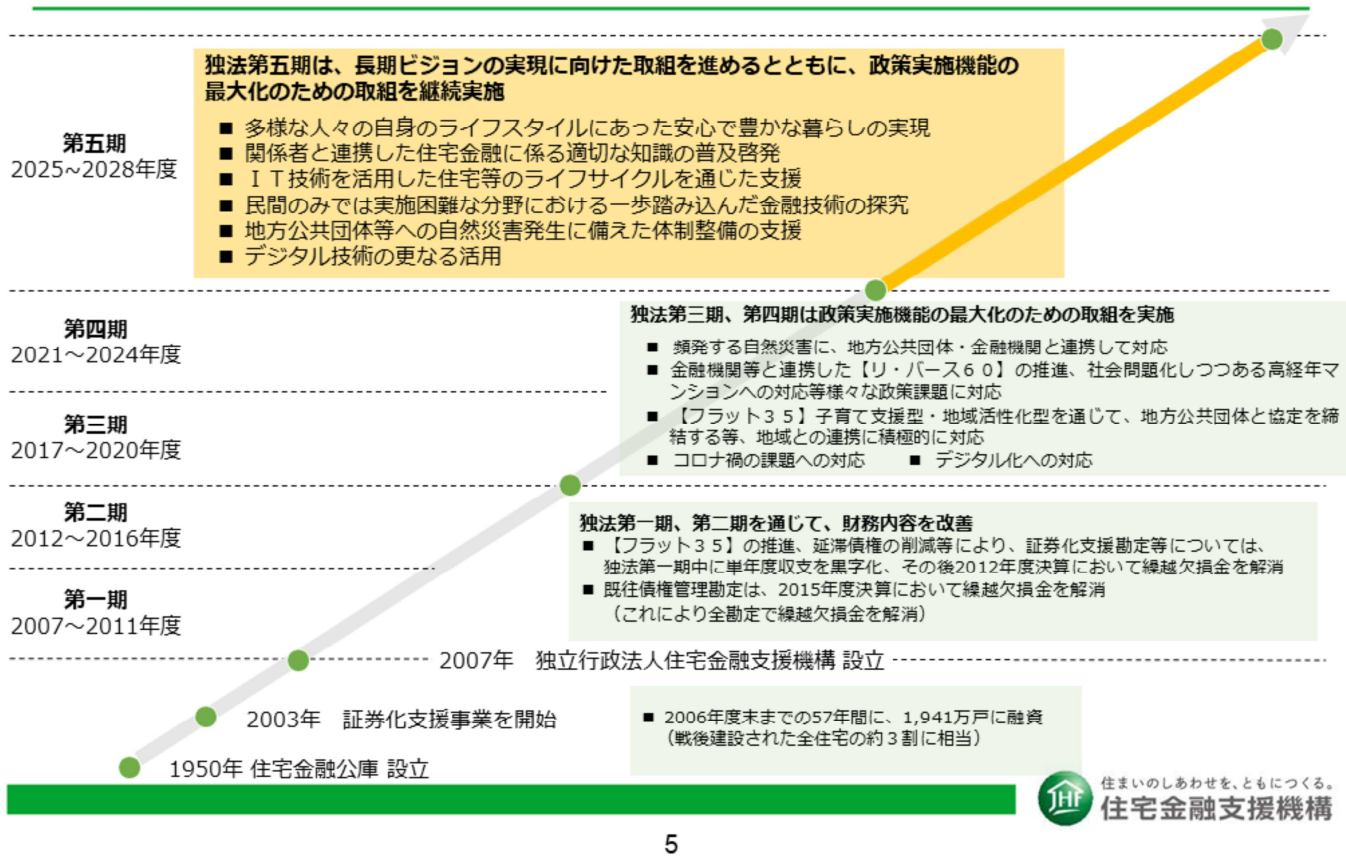 独法第五期は、長期ビジョンの実現に向けた取組を進めるとともに、政策実施機能の
最大化のための取組を継続実施
■ 多様な人々の自身のライフスタイルにあった安心で豊かな暮らしの実現
■ 関係者と連携した住宅金融に係る適切な知識の普及啓発
■ ＩＴ技術を活用した住宅等のライフサイクルを通じた支援
■ 民間のみでは実施困難な分野における一歩踏み込んだ金融技術の探究
■ 地方公共団体等への自然災害発生に備えた体制整備の支援
■ デジタル技術の更なる活用
第五期
2025~2028年度
第四期
2021～2024年度
第三期
2017～2020年度
独法第三期、第四期は政策実施機能の最大化のための取組を実施
■ 頻発する自然災害に、地方公共団体・金融機関と連携して対応
■ 金融機関等と連携した【リ・バース６０】の推進、社会問題化しつつある高経年マ
ンションへの対応等様々な政策課題に対応
■ 【フラット３５】子育て支援型・地域活性化型を通じて、地方公共団体と協定を締
結する等、地域との連携に積極的に対応
■ コロナ禍の課題への対応 ■ デジタル化への対応
第二期
2012～2016年度
第一期
2007～2011年度
独法第一期、第二期を通じて、財務内容を改善
■ 【フラット３５】の推進、延滞債権の削減等により、証券化支援勘定等については、
独法第一期中に単年度収支を黒字化、その後2012年度決算において繰越欠損金を解消
■ 既往債権管理勘定は、2015年度決算において繰越欠損金を解消
（これにより全勘定で繰越欠損金を解消）
2007年 独立行政法人住宅金融支援機構 設立
2003年 証券化支援事業を開始
■ 2006年度末までの57年間に、1,941万戸に融資
（戦後建設された全住宅の約３割に相当）
1950年 住宅金融公庫 設立
JHF
住まいのしあわせを、ともにつくる。
住宅金融支援機構
5